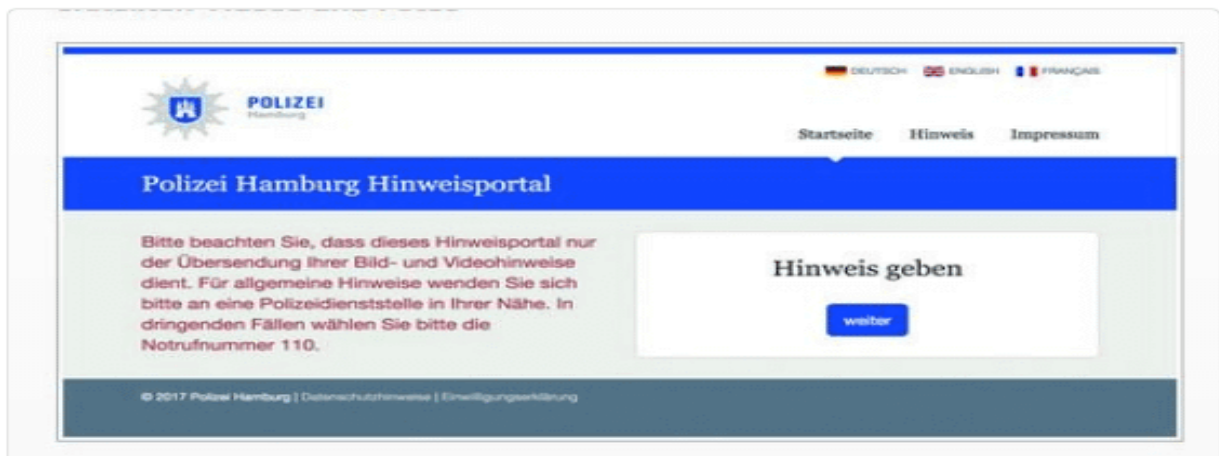 DEUTSCH ENGLISH FRANÇAIS
POLIZEI
Hamburg
Startseite Hinweis Impressum
Polizei Hamburg Hinweisportal
Bitte beachten Sie, dass dieses Hinweisportal nur
der Übersendung Ihrer Bild- und Videohinweise
dient. Für allgemeine Hinweise wenden Sie sich
bitte an eine Polizeidienststelle in Ihrer Nähe. In
dringenden Fällen wählen Sie bitte die
Notrufnummer 110.
Hinweis geben
weiter
© 2017 Polizei Hamburg | Datenschutzhinweise | Einwilligungserklärung